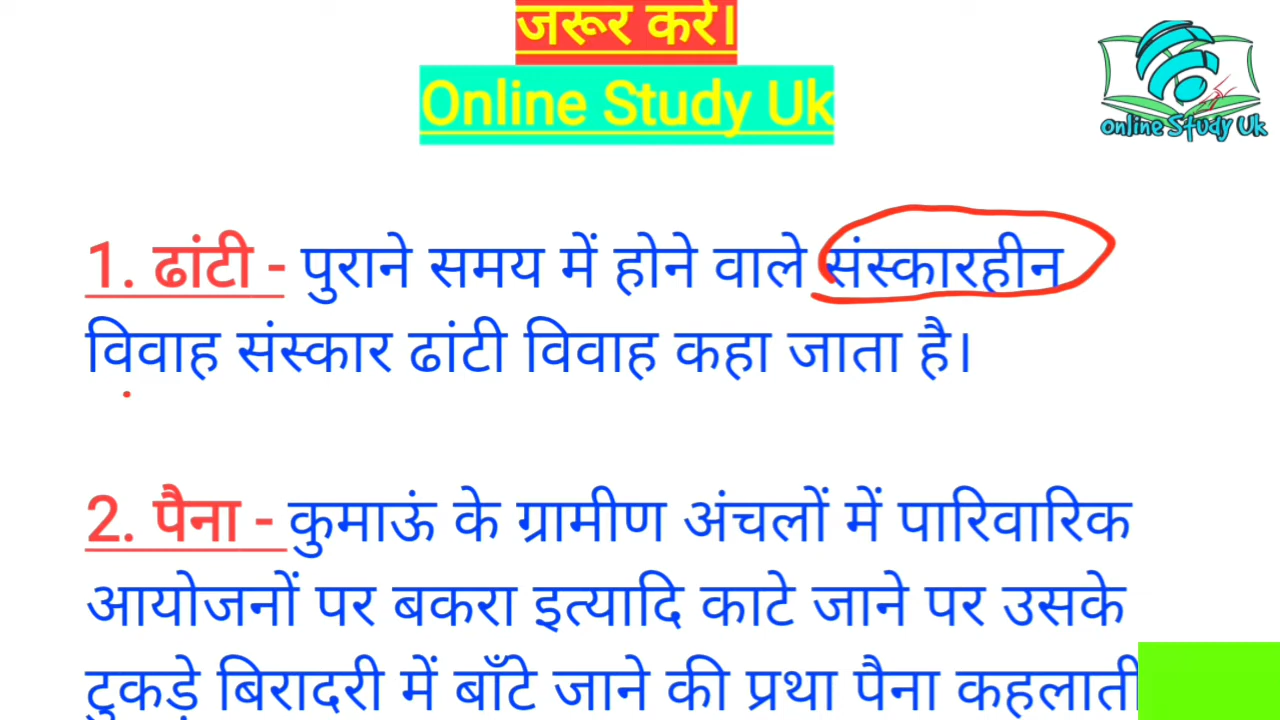 जरूर करें।
Online Study Uk
Online Study Uk
1. ढांटी - पुराने समय में होने वाले संस्कारहीन
विवाह संस्कार ढांटी विवाह कहा जाता है।
2. पैना - कुमाऊं के ग्रामीण अंचलों में पारिवारिक
आयोजनों पर बकरा इत्यादि काटे जाने पर उसके
टुकड़े बिरादरी में बाँटे जाने की प्रथा पैना कहलाती